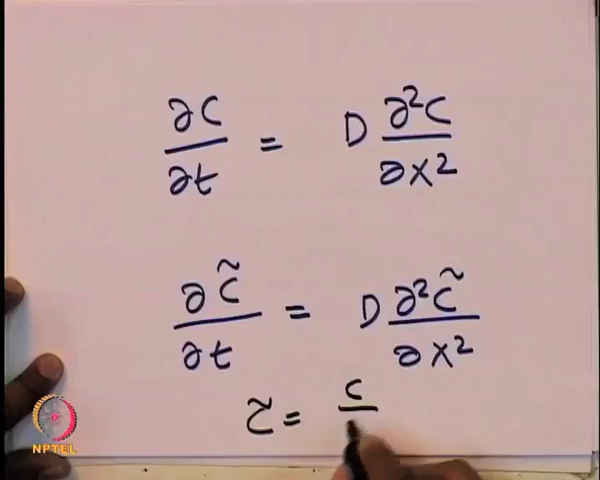 ∂C/∂t = D ∂²C/∂x²
∂C̃/∂t = D ∂²C̃/∂x²
C̃ = C/
NPTEL